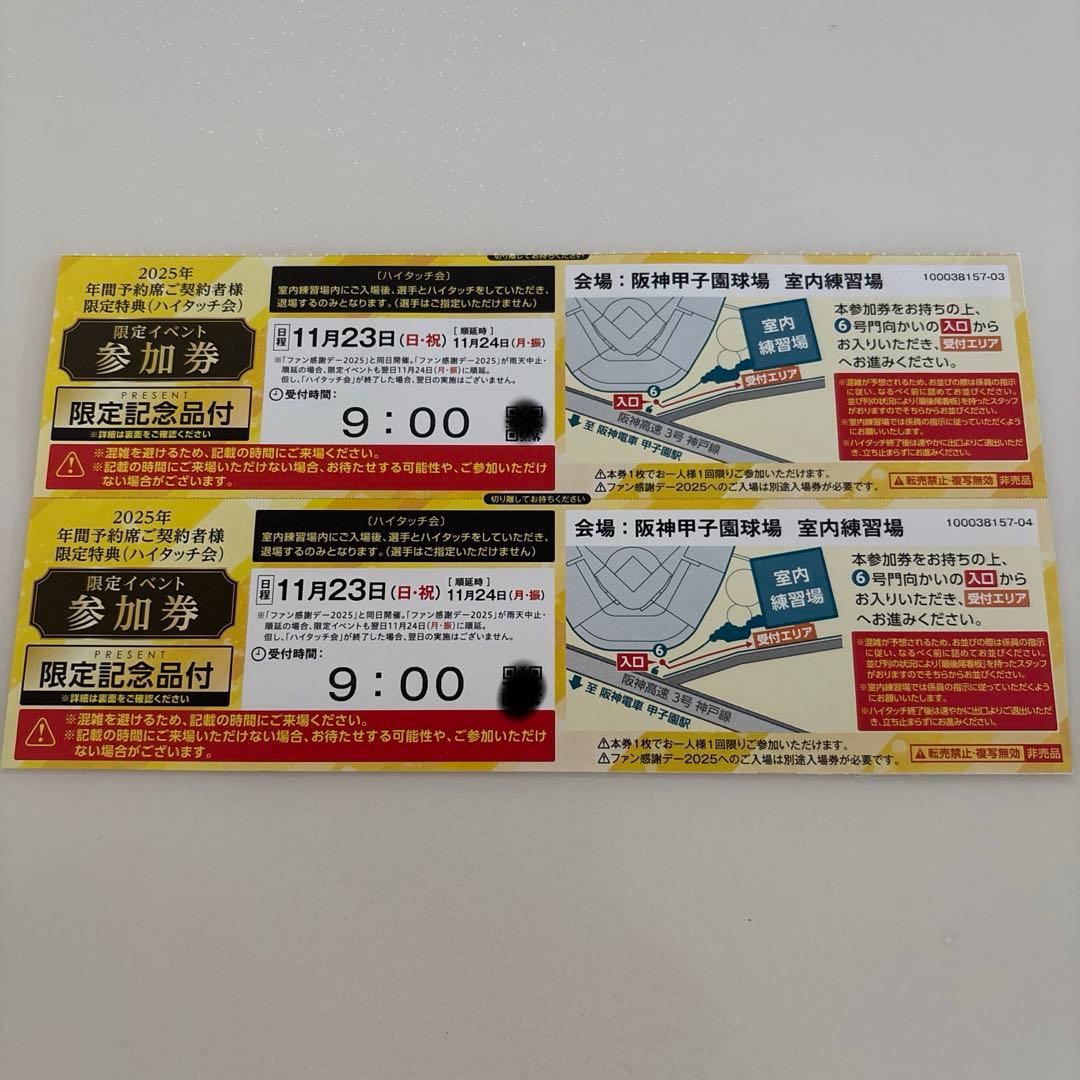 切り離してお持ちください
2025年
年間予約席ご契約者様
限定特典(ハイタッチ会)
限定イベント
参加券
PRESENT
限定記念品付
※詳細は裏面をご確認ください
〔ハイタッチ会〕
室内練習場内にご入場後、選手とハイタッチをしていただき、
退場するのみとなります。(選手はご指定いただけません)
日程 11月23日(日・祝) [順延時] 11月24日(月・振)
※「ファン感謝デー2025」と同日開催。「ファン感謝デー2025」が雨天中止・
順延の場合、限定イベントも翌日11月24日(月・振)に順延。
但し、「ハイタッチ会」が終了した場合、翌日の実施はございません。
受付時間:
9:00
※混雑を避けるため、記載の時間にご来場ください。
※記載の時間にご来場いただけない場合、お待たせする可能性や、ご参加いただけ
ない場合がございます。
会場:阪神甲子園球場 室内練習場
100038157-03
室内
練習場
受付エリア
6
入口
阪神高速 3号 神戸線
至 阪神電車 甲子園駅
本参加券をお持ちの上、
6号門向かいの入口から
お入りいただき、受付エリア
へお進みください。
※混雑が予想されるため、お並びの際は係員の指示
に従い、なるべく前に詰めてお並びください。
並び列の状況により「最後尾看板」を持ったスタッフ
がおりますのでそちらからお並びください。
※室内練習場では係員の指示に従っていただくよう
にお願いいたします。
※ハイタッチ終了後は速やかに出口よりご退出いただ
き、立ち止まらずにお進みください。
⚠本券1枚でお一人様1回限りご参加いただけます。
⚠ファン感謝デー2025へのご入場は別途入場券が必要です。
⚠転売禁止・複写無効 非売品
切り離してお持ちください
2025年
年間予約席ご契約者様
限定特典(ハイタッチ会)
限定イベント
参加券
PRESENT
限定記念品付
※詳細は裏面をご確認ください
〔ハイタッチ会〕
室内練習場内にご入場後、選手とハイタッチをしていただき、
退場するのみとなります。(選手はご指定いただけません)
日程 11月23日(日・祝) [順延時] 11月24日(月・振)
※「ファン感謝デー2025」と同日開催。「ファン感謝デー2025」が雨天中止・
順延の場合、限定イベントも翌日11月24日(月・振)に順延。
但し、「ハイタッチ会」が終了した場合、翌日の実施はございません。
受付時間:
9:00
※混雑を避けるため、記載の時間にご来場ください。
※記載の時間にご来場いただけない場合、お待たせする可能性や、ご参加いただけ
ない場合がございます。
会場:阪神甲子園球場 室内練習場
100038157-04
室内
練習場
受付エリア
6
入口
阪神高速 3号 神戸線
至 阪神電車 甲子園駅
本参加券をお持ちの上、
6号門向かいの入口から
お入りいただき、受付エリア
へお進みください。
※混雑が予想されるため、お並びの際は係員の指示
に従い、なるべく前に詰めてお並びください。
並び列の状況により「最後尾看板」を持ったスタッフ
がおりますのでそちらからお並びください。
※室内練習場では係員の指示に従っていただくよう
にお願いいたします。
※ハイタッチ終了後は速やかに出口よりご退出いただ
き、立ち止まらずにお進みください。
⚠本券1枚でお一人様1回限りご参加いただけます。
⚠ファン感謝デー2025へのご入場は別途入場券が必要です。
⚠転売禁止・複写無効 非売品